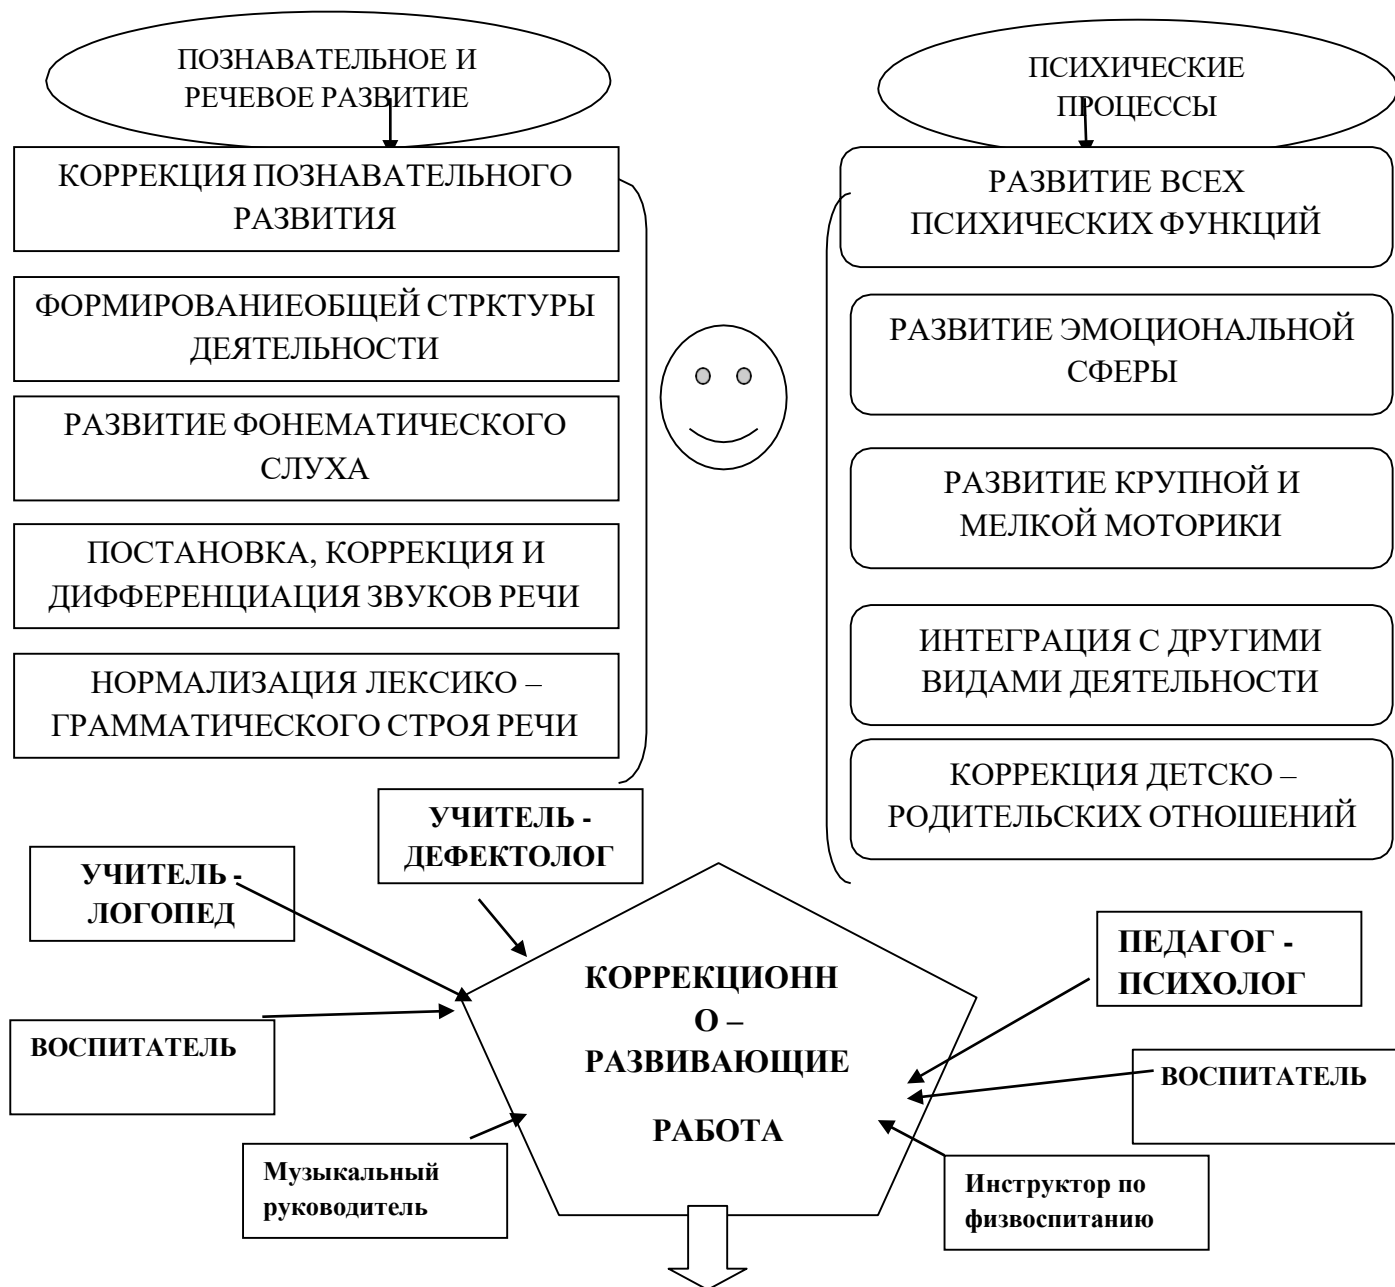 ПОЗНАВАТЕЛЬНОЕ И
РЕЧЕВОЕ РАЗВИТИЕ
КОРРЕКЦИЯ ПОЗНАВАТЕЛЬНОГО
РАЗВИТИЯ
ФОРМИРОВАНИЕОБЩЕЙ СТРКТУРЫ
ДЕЯТЕЛЬНОСТИ
РАЗВИТИЕ ФОНЕМАТИЧЕСКОГО
СЛУХА
ПОСТАНОВКА, КОРРЕКЦИЯ И
ДИФФЕРЕНЦИАЦИЯ ЗВУКОВ РЕЧИ
НОРМАЛИЗАЦИЯ ЛЕКСИКО –
ГРАММАТИЧЕСКОГО СТРОЯ РЕЧИ
ПСИХИЧЕСКИЕ
ПРОЦЕССЫ
РАЗВИТИЕ ВСЕХ
ПСИХИЧЕСКИХ ФУНКЦИЙ
РАЗВИТИЕ ЭМОЦИОНАЛЬНОЙ
СФЕРЫ
РАЗВИТИЕ КРУПНОЙ И
МЕЛКОЙ МОТОРИКИ
ИНТЕГРАЦИЯ С ДРУГИМИ
ВИДАМИ ДЕЯТЕЛЬНОСТИ
КОРРЕКЦИЯ ДЕТСКО –
РОДИТЕЛЬСКИХ ОТНОШЕНИЙ
УЧИТЕЛЬ -
ДЕФЕКТОЛОГ
УЧИТЕЛЬ -
ЛОГОПЕД
ВОСПИТАТЕЛЬ
Музыкальный
руководитель
КОРРЕКЦИОНН
О –
РАЗВИВАЮЩИЕ
РАБОТА
ПЕДАГОГ -
ПСИХОЛОГ
ВОСПИТАТЕЛЬ
Инструктор по
физвоспитанию